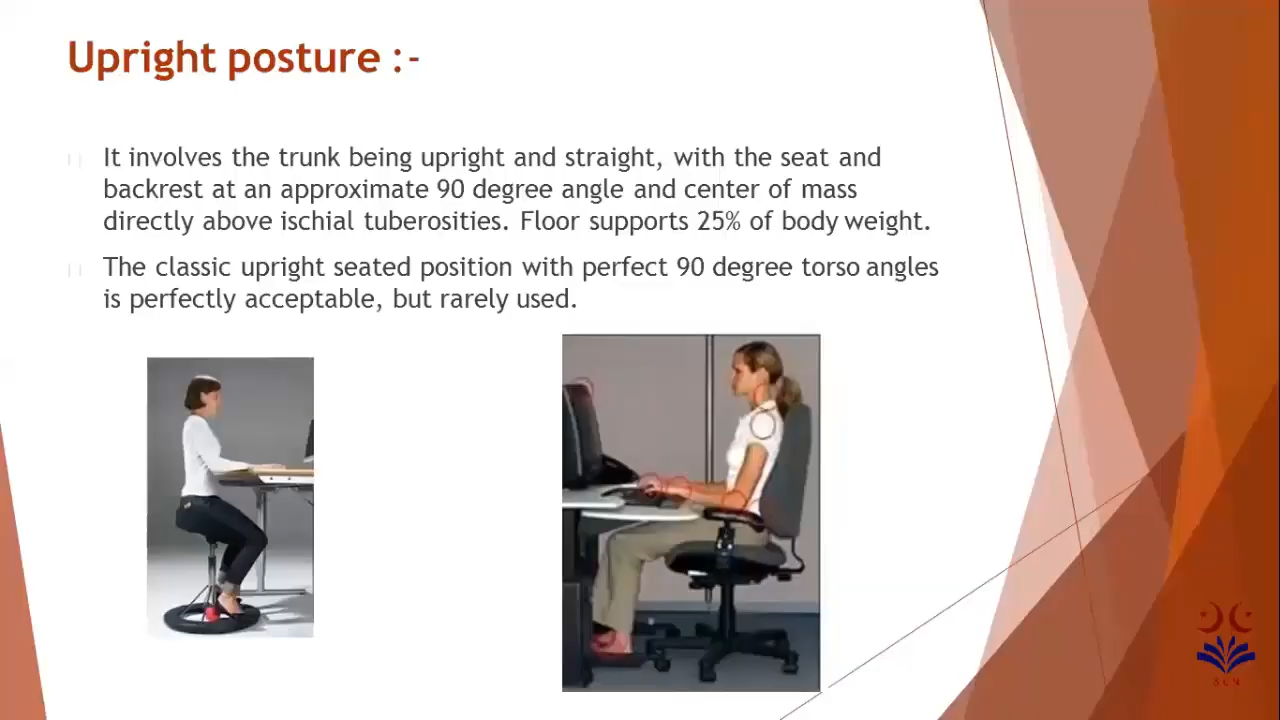 Upright posture :-
It involves the trunk being upright and straight, with the seat and
backrest at an approximate 90 degree angle and center of mass
directly above ischial tuberosities. Floor supports 25% of body weight.
The classic upright seated position with perfect 90 degree torso angles
is perfectly acceptable, but rarely used.